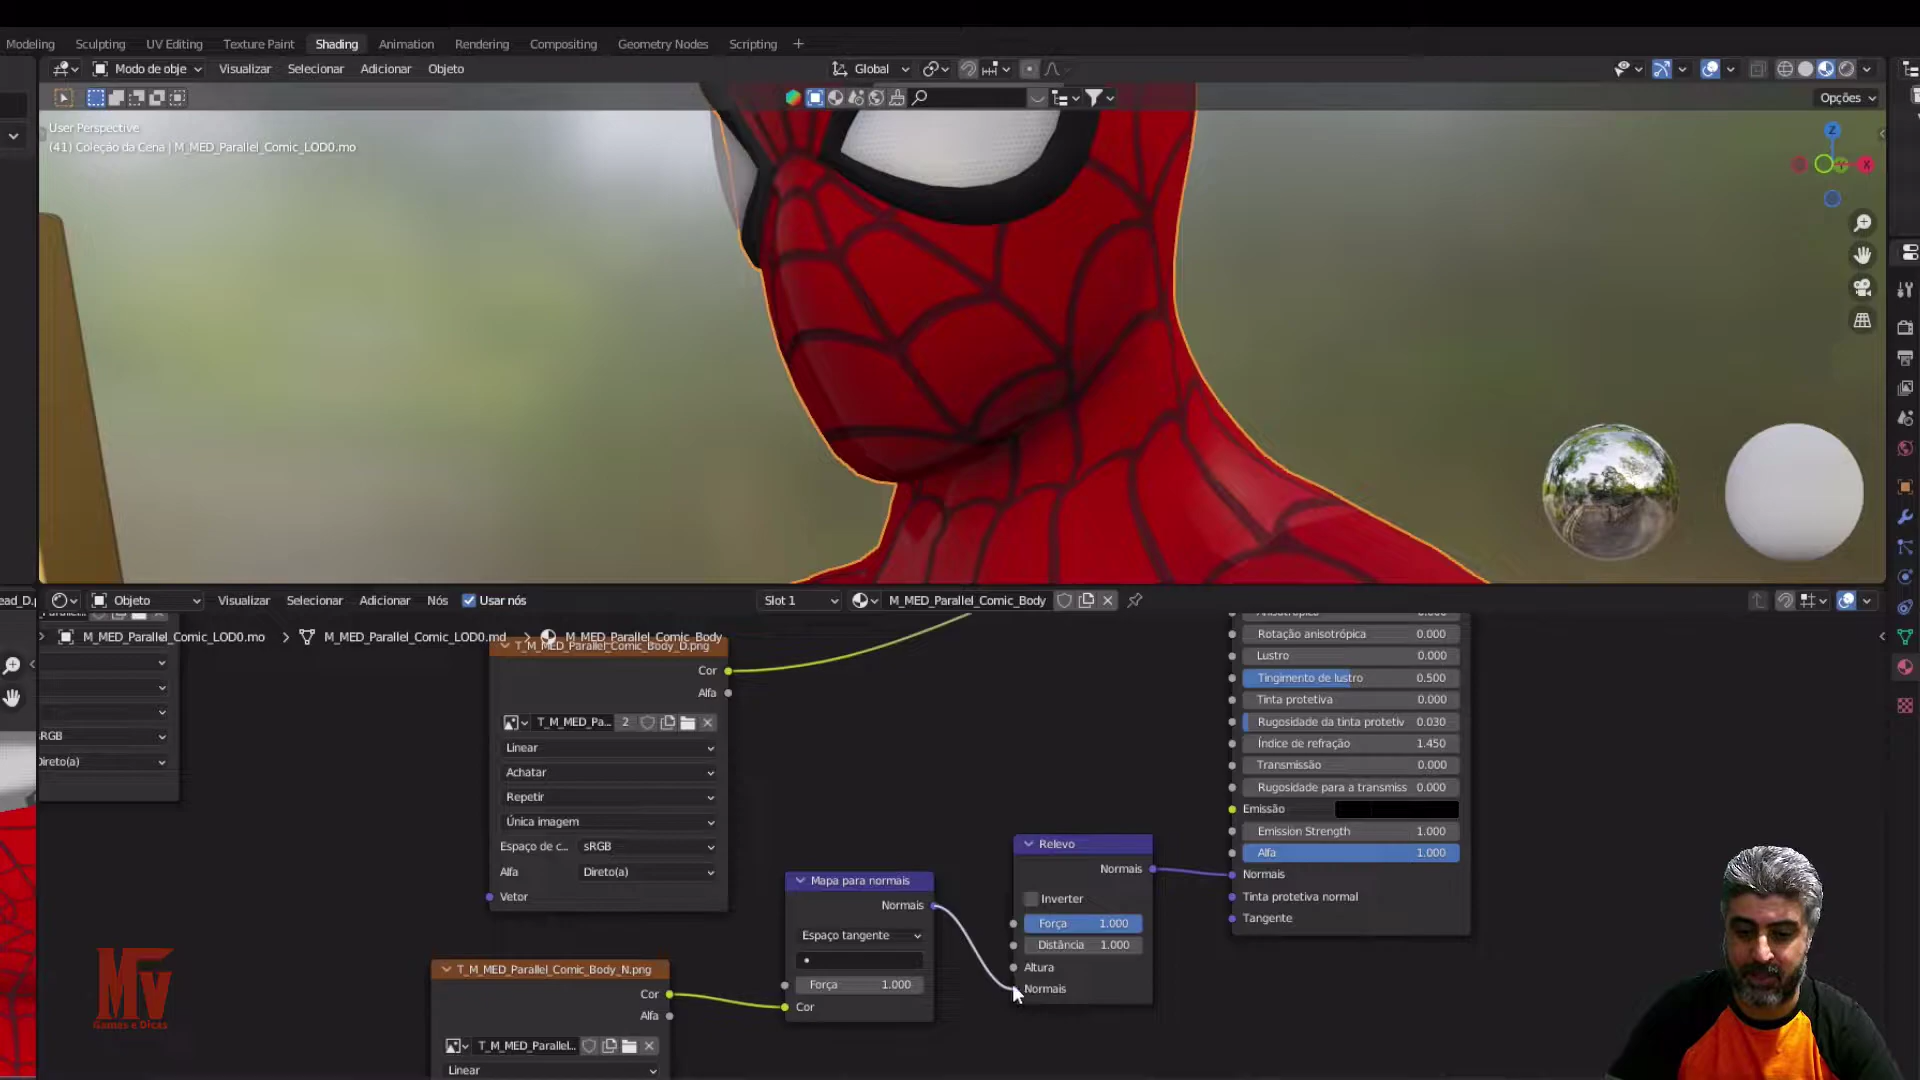 Modeling Sculpting UV Editing Texture Paint Shading Animation Rendering Compositing Geometry Nodes Scripting +
Modo de obje Visualizar Selecionar Adicionar Objeto Global
Opções
User Perspective
(41) Coleção da Cena | M_MED_Parallel_Comic_LOD0.mo
Z
X
ead_D.p
Objeto Visualizar Selecionar Adicionar Nós Usar nós Slot 1 M_MED_Parallel_Comic_Body
M_MED_Parallel_Comic_LOD0.mo > M_MED_Parallel_Comic_LOD0.md > M_MED_Parallel_Comic_Body
RGB
Direto(a)
T_M_MED_Parallel_Comic_Body_D.png
Cor
Alfa
T_M_MED_Pa... 2
Linear
Achatar
Repetir
Única imagem
Espaço de c... sRGB
Alfa Direto(a)
Vetor
T_M_MED_Parallel_Comic_Body_N.png
Cor
Alfa
T_M_MED_Parallel...
Linear
Mapa para normais
Normais
Espaço tangente
Força 1.000
Cor
Relevo
Normais
Inverter
Força 1.000
Distância 1.000
Altura
Normais
0.000
Rotação anisotrópica 0.000
Lustro 0.000
Tingimento de lustro 0.500
Tinta protetiva 0.000
Rugosidade da tinta protetiv 0.030
Índice de refração 1.450
Transmissão 0.000
Rugosidade para a transmiss 0.000
Emissão
Emission Strength 1.000
Alfa 1.000
Normais
Tinta protetiva normal
Tangente
MV
Games e Dicas